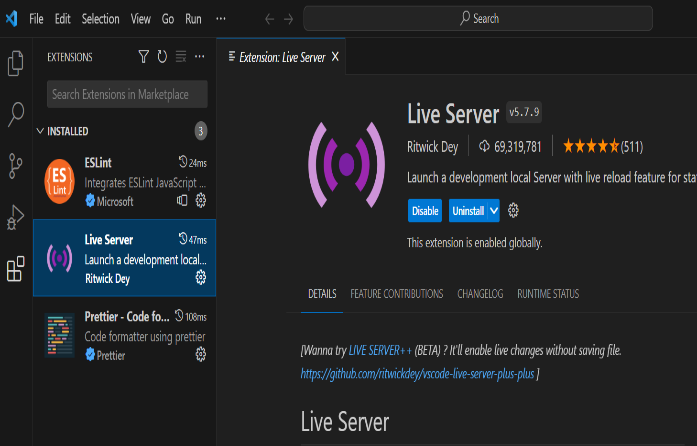 File Edit Selection View Go Run ···
Search
EXTENSIONS
Extension: Live Server
Search Extensions in Marketplace
INSTALLED 3
ES Lint
ESLint 24ms
Integrates ESLint JavaScript ...
Microsoft
Live Server 47ms
Launch a development local...
Ritwick Dey
Prettier - Code fo... 108ms
Code formatter using prettier
Prettier
Live Server v5.7.9
Ritwick Dey 69,319,781 (511)
Launch a development local Server with live reload feature for sta
Disable Uninstall
This extension is enabled globally.
DETAILS FEATURE CONTRIBUTIONS CHANGELOG RUNTIME STATUS
[Wanna try LIVE SERVER++ (BETA) ? It'll enable live changes without saving file.
https://github.com/ritwickdey/vscode-live-server-plus-plus ]
Live Server